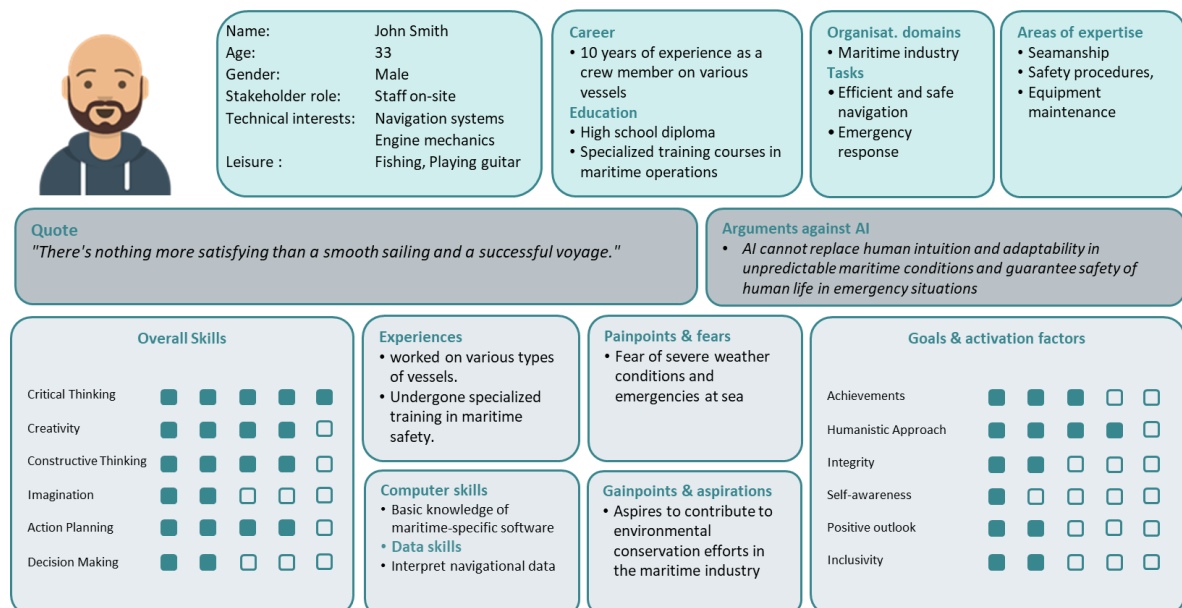 Name: John Smith
Age: 33
Gender: Male
Stakeholder role: Staff on-site
Technical interests: Navigation systems
Engine mechanics
Leisure : Fishing, Playing guitar
Career
• 10 years of experience as a
crew member on various
vessels
Education
• High school diploma
• Specialized training courses in
maritime operations
Organisat. domains
• Maritime industry
Tasks
• Efficient and safe
navigation
• Emergency
response
Areas of expertise
• Seamanship
• Safety procedures,
• Equipment
maintenance
Quote
"There's nothing more satisfying than a smooth sailing and a successful voyage."
Arguments against AI
• AI cannot replace human intuition and adaptability in
unpredictable maritime conditions and guarantee safety of
human life in emergency situations
Overall Skills
Critical Thinking
Creativity
Constructive Thinking
Imagination
Action Planning
Decision Making
Experiences
• worked on various types
of vessels.
• Undergone specialized
training in maritime
safety.
Computer skills
• Basic knowledge of
maritime-specific software
• Data skills
• Interpret navigational data
Painpoints & fears
• Fear of severe weather
conditions and
emergencies at sea
Gainpoints & aspirations
• Aspires to contribute to
environmental
conservation efforts in
the maritime industry
Goals & activation factors
Achievements
Humanistic Approach
Integrity
Self-awareness
Positive outlook
Inclusivity